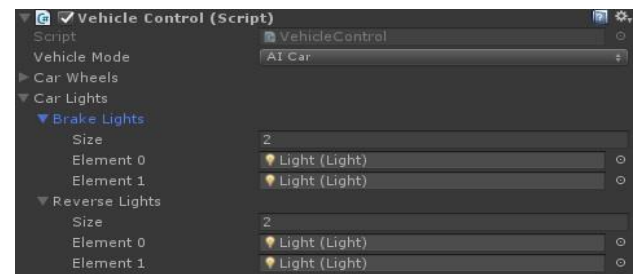 Vehicle Control (Script)
Script VehicleControl
Vehicle Mode AI Car
Car Wheels
Car Lights
Brake Lights
Size 2
Element 0 Light (Light)
Element 1 Light (Light)
Reverse Lights
Size 2
Element 0 Light (Light)
Element 1 Light (Light)